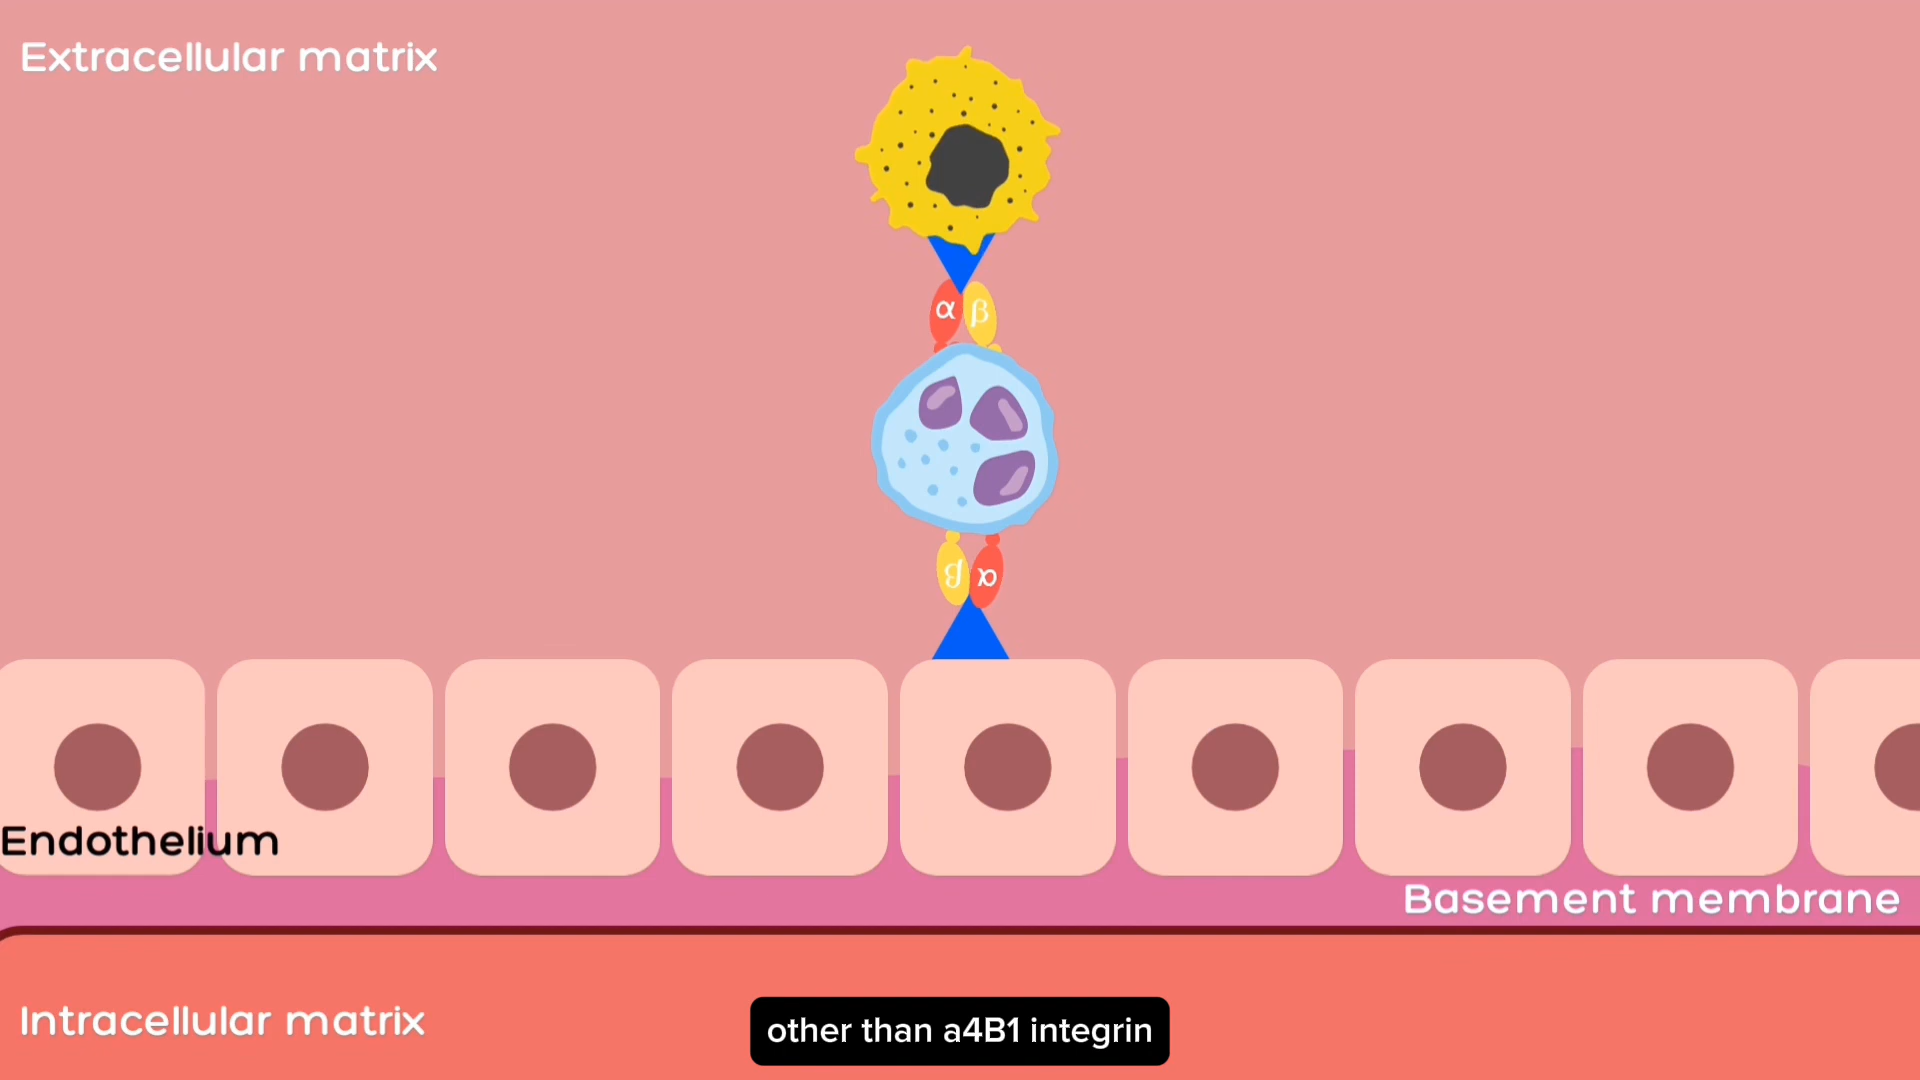 Extracellular matrix
α β
β α
Endothelium
Basement membrane
Intracellular matrix
other than a4B1 integrin